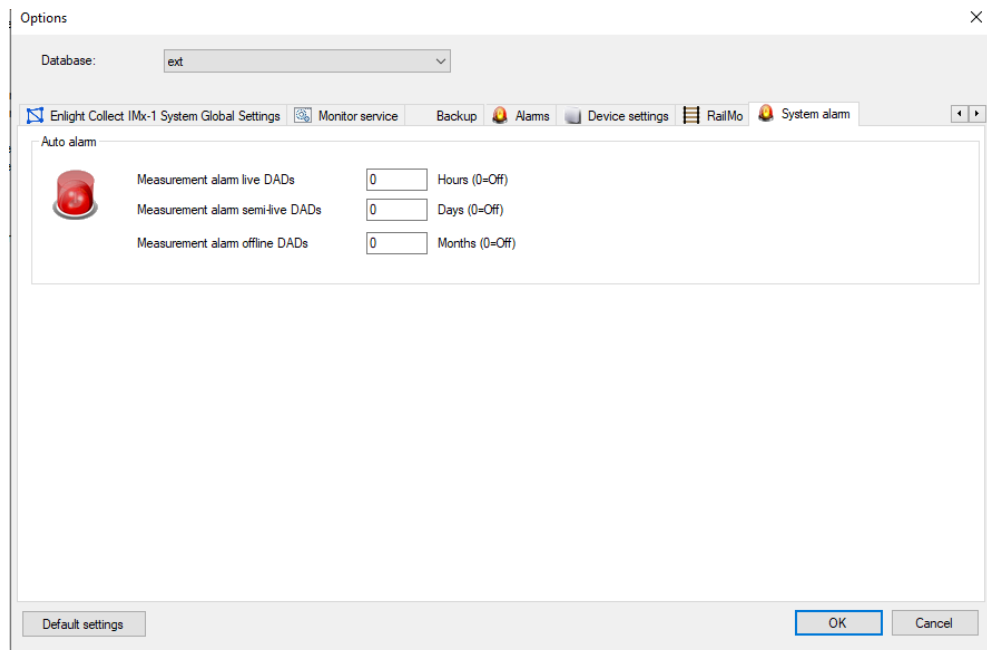 Options
Database:
ext
Enlight Collect IMx-1 System Global Settings Monitor service Backup Alarms Device settings RailMo System alarm
Auto alarm
Measurement alarm live DADs 0 Hours (0=Off)
Measurement alarm semi-live DADs 0 Days (0=Off)
Measurement alarm offline DADs 0 Months (0=Off)
Default settings OK Cancel